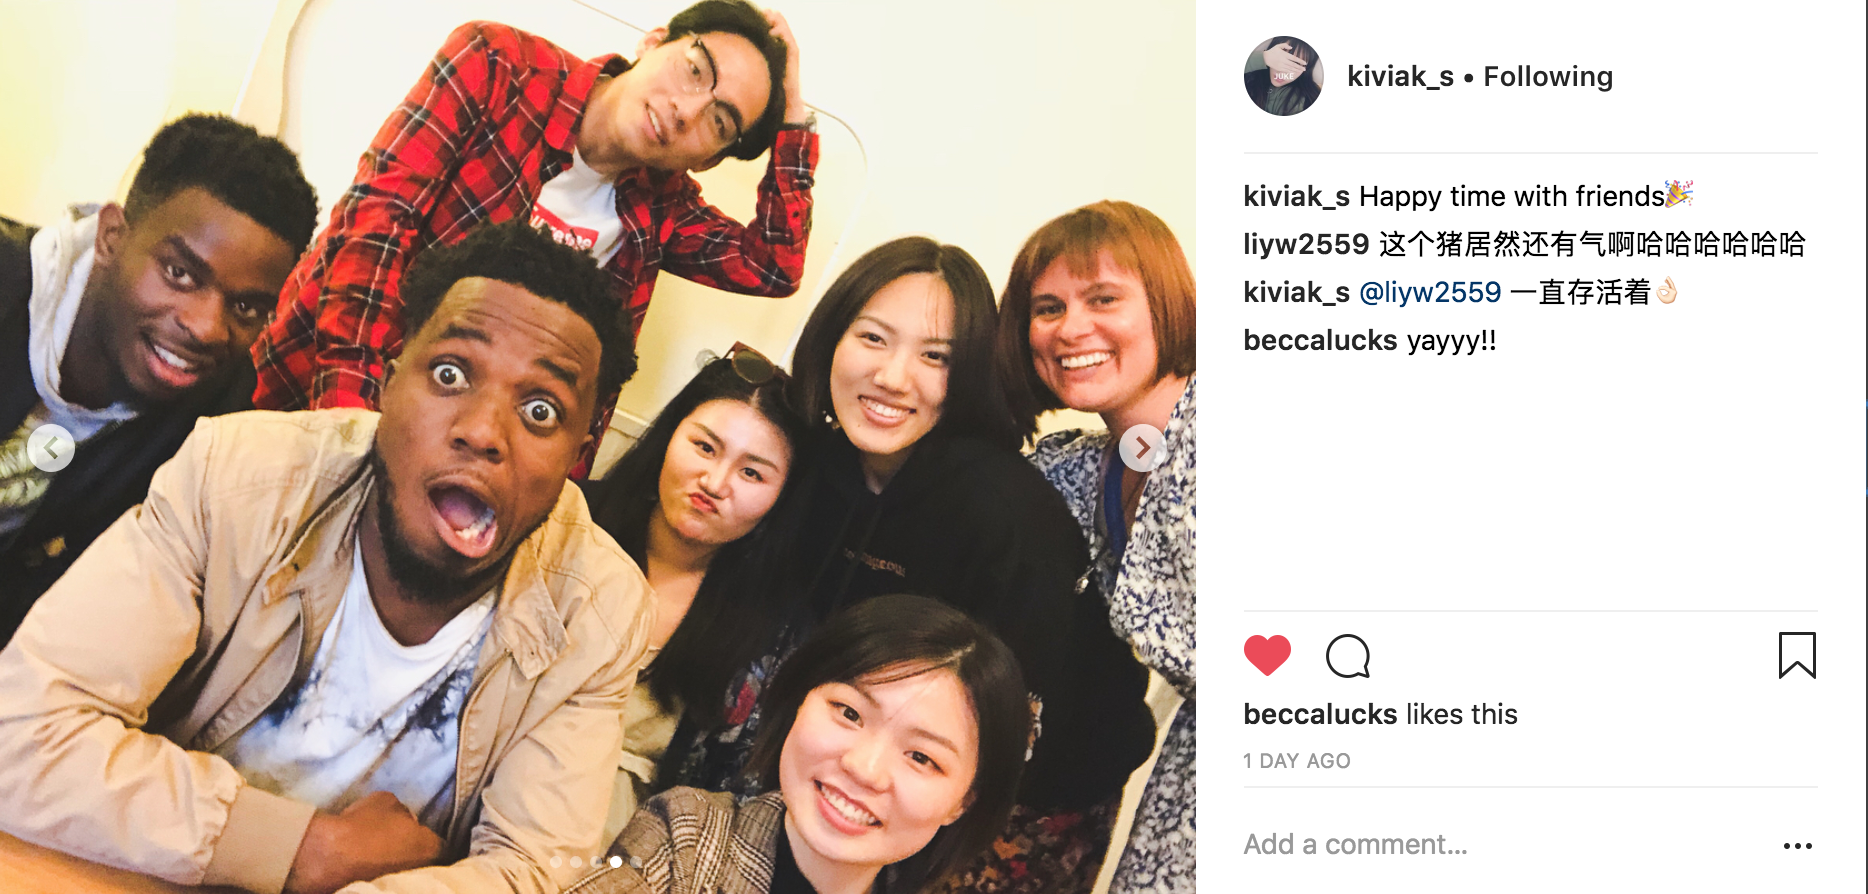 JUKE
kiviak_s • Following
kiviak_s Happy time with friends🎉
liyw2559 这个猪居然还有气啊哈哈哈哈哈哈
kiviak_s @liyw2559 一直存活着👌🏻
beccalucks yayyy!!
beccalucks likes this
1 DAY AGO
Add a comment...